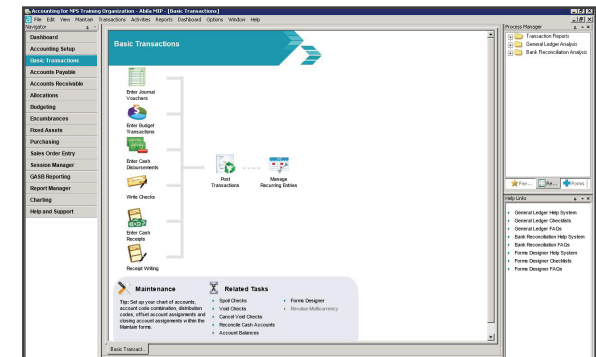 Accounting for MPS Training Organization - Abila MIP - [Basic Transactions]
File Edit View Maintain Transactions Activities Reports Dashboard Options Window Help
Navigator
Dashboard
Accounting Setup
Basic Transactions
Accounts Payable
Accounts Receivable
Allocations
Budgeting
Encumbrances
Fixed Assets
Purchasing
Sales Order Entry
Session Manager
GASB Reporting
Report Manager
Charting
Help and Support
Basic Transactions
Enter Journal
Vouchers
Enter Budget
Transactions
Enter Cash
Disbursements
Write Checks
Enter Cash
Receipts
Receipt Writing
Post
Transactions
Manage
Recurring Entries
Maintenance
Tip: Set up your chart of accounts,
account code combination, distribution
codes, offset account assignments and
closing account assignments within the
Maintain forms.
Related Tasks
Spoil Checks
Void Checks
Cancel Void Checks
Reconcile Cash Accounts
Account Balances
Forms Designer
Revalue Multicurrency
Basic Transact...
Process Manager
Transaction Reports
General Ledger Analysis
Bank Reconciliation Analysis
Fav... Re... Forms
Help Links
General Ledger Help System
General Ledger Checklists
General Ledger FAQs
Bank Reconciliation Help System
Bank Reconciliation FAQs
Forms Designer Help System
Forms Designer Checklists
Forms Designer FAQs